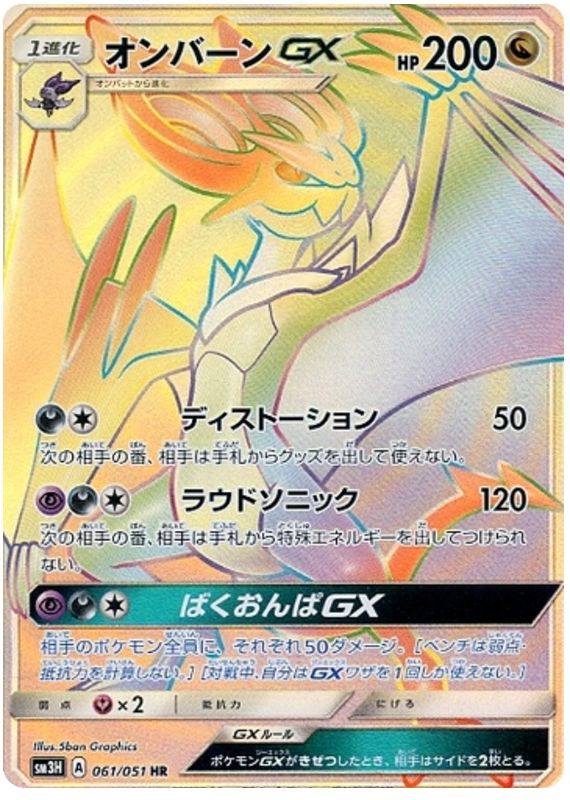 1進化
オンバーンGX
HP200
オンバットから進化
ディストーション 50
次の相手の番、相手は手札からグッズを出して使えない。
ラウドソニック 120
次の相手の番、相手は手札から特殊エネルギーを出してつけられ
ない。
ばくおんぱGX
相手のポケモン全員に、それぞれ50ダメージ。[ベンチは弱点・
抵抗力を計算しない。] [対戦中、自分はGXワザを1回しか使えない。]
弱点 ×2 抵抗力 にげる
Illus.5ban Graphics
GXルール
SM3H A 061/051 HR
ポケモンGXがきぜつしたとき、相手はサイドを2枚とる。